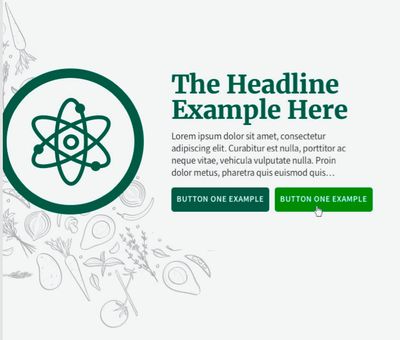 The Headline
Example Here
Lorem ipsum dolor sit amet, consectetur
adipiscing elit. Curabitur est nulla, porttitor ac
neque vitae, vehicula vulputate nulla. Proin
dolor metus, pharetra quis euismod quis…
BUTTON ONE EXAMPLE
BUTTON ONE EXAMPLE